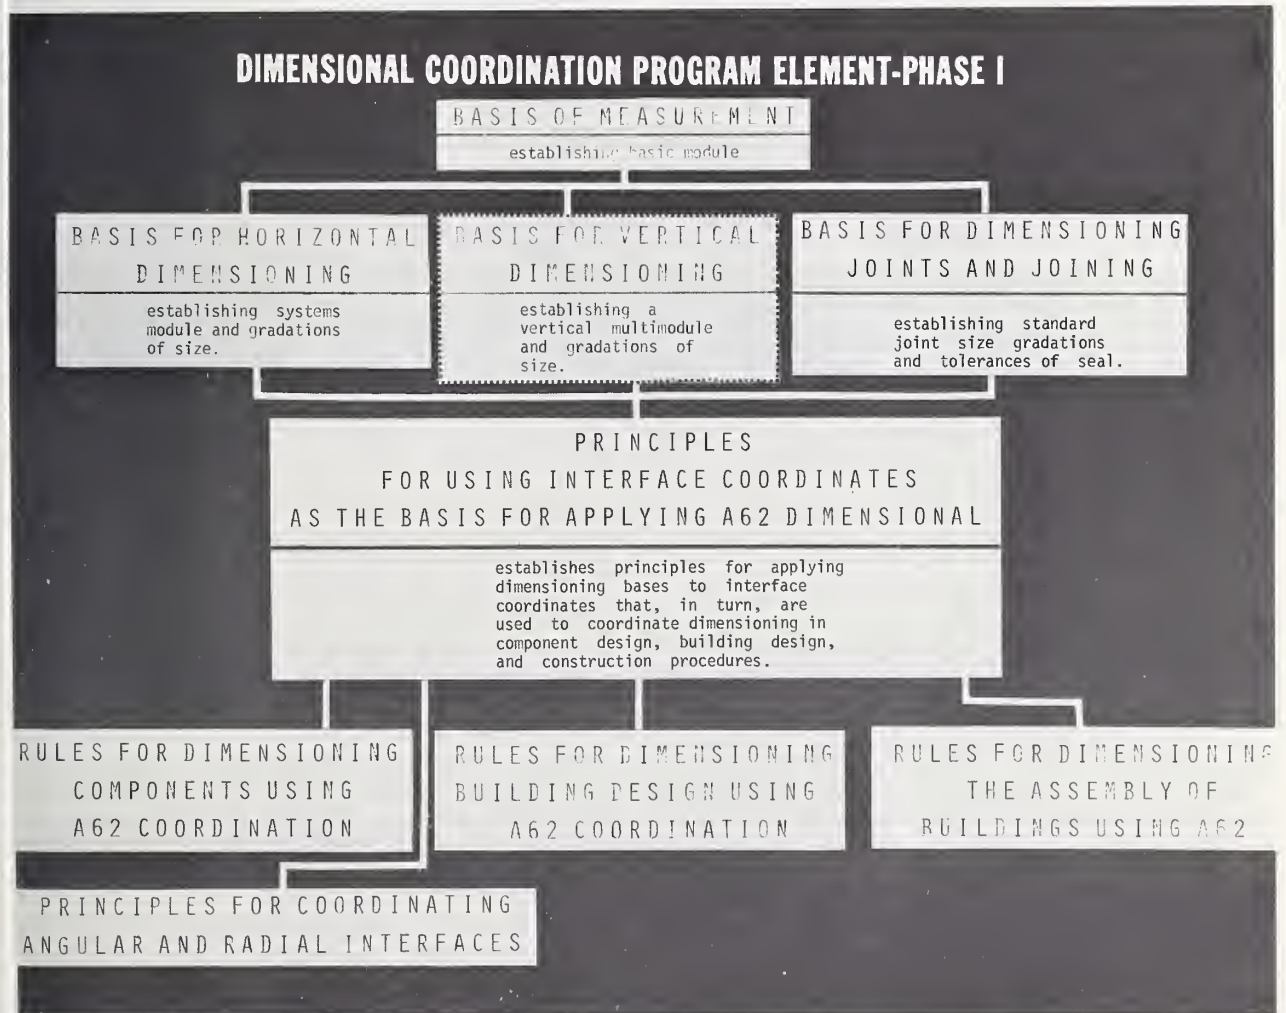 DIMENSIONAL COORDINATION PROGRAM ELEMENT-PHASE I
BASIS OF MEASUREMENT
establishing basic module
BASIS FOR HORIZONTAL
DIMENSIONING
establishing systems
module and gradations
of size.
BASIS FOR VERTICAL
DIMENSIONING
establishing a
vertical multimodule
and gradations of
size.
BASIS FOR DIMENSIONING
JOINTS AND JOINING
establishing standard
joint size gradations
and tolerances of seal.
PRINCIPLES
FOR USING INTERFACE COORDINATES
AS THE BASIS FOR APPLYING A62 DIMENSIONAL
establishes principles for applying
dimensioning bases to interface
coordinates that, in turn, are
used to coordinate dimensioning in
component design, building design,
and construction procedures.
RULES FOR DIMENSIONING
COMPONENTS USING
A62 COORDINATION
RULES FOR DIMENSIONING
BUILDING DESIGN USING
A62 COORDINATION
RULES FOR DIMENSIONING
THE ASSEMBLY OF
BUILDINGS USING A62
PRINCIPLES FOR COORDINATING
ANGULAR AND RADIAL INTERFACES